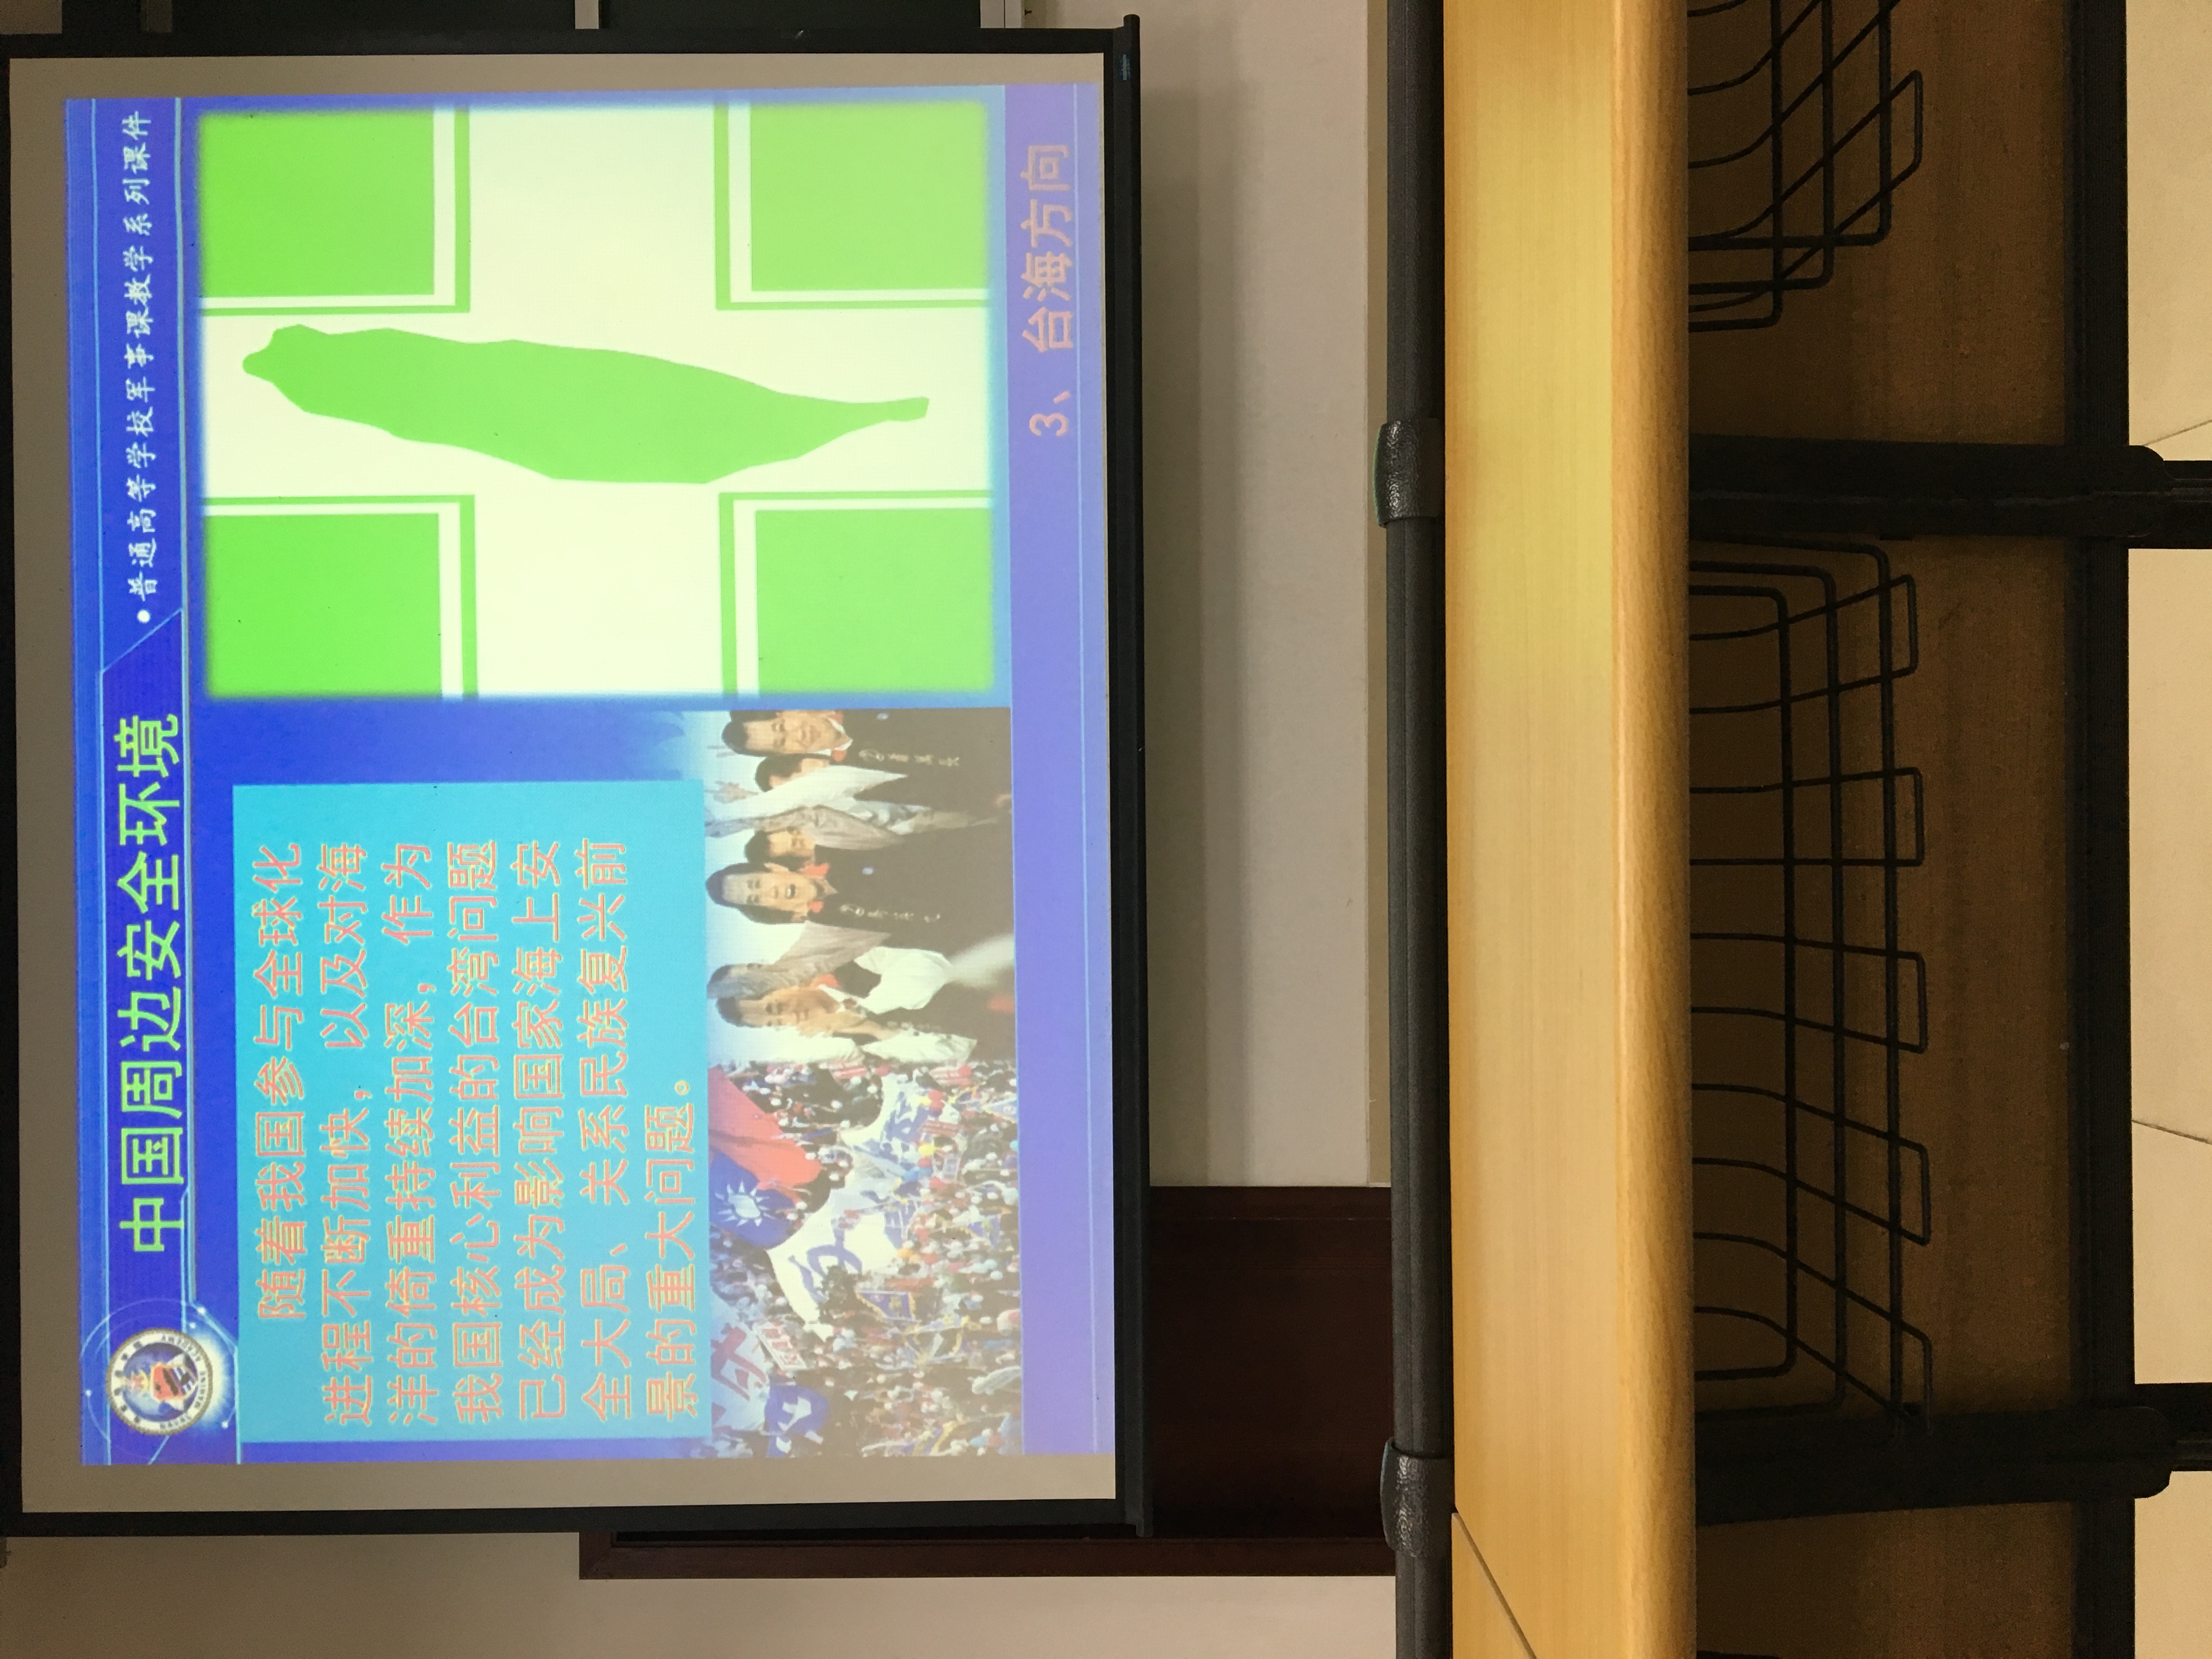 中国周边安全环境
•普通高等学校军事课教学系列课件
随着我国参与全球化
进程不断加快，以及对海
洋的倚重持续加深，作为
我国核心利益的台湾问题
已经成为影响国家海上安
全大局、关系民族复兴前
景的重大问题。
3、台海方向